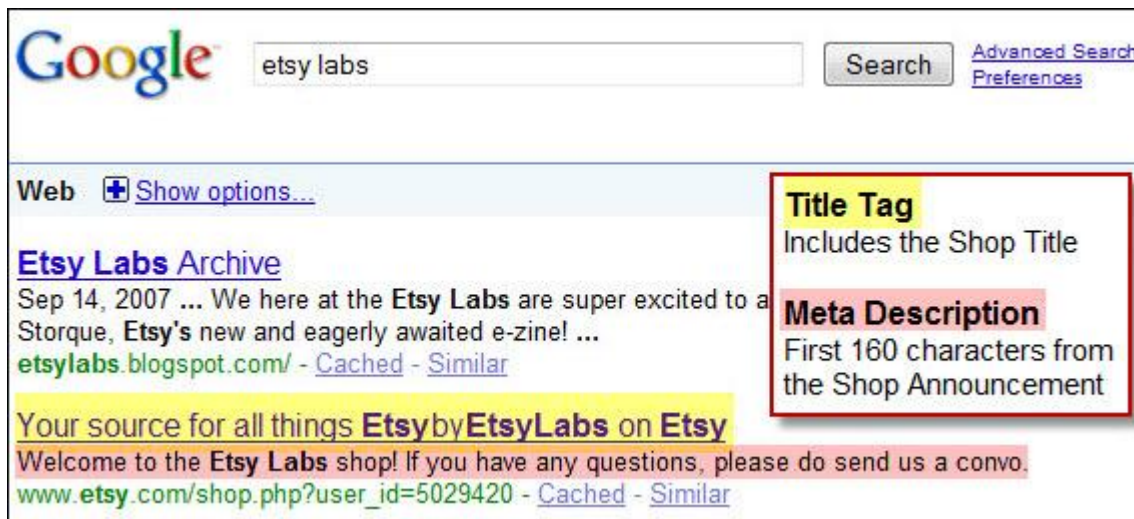 Google
etsy labs
Search
Advanced Search
Preferences
Web Show options...
Title Tag
Includes the Shop Title
Meta Description
First 160 characters from
the Shop Announcement
Etsy Labs Archive
Sep 14, 2007 ... We here at the Etsy Labs are super excited to a
Storque, Etsy's new and eagerly awaited e-zine! ...
etsylabs.blogspot.com/ - Cached - Similar
Your source for all things EtsybyEtsyLabs on Etsy
Welcome to the Etsy Labs shop! If you have any questions, please do send us a convo.
www.etsy.com/shop.php?user_id=5029420 - Cached - Similar